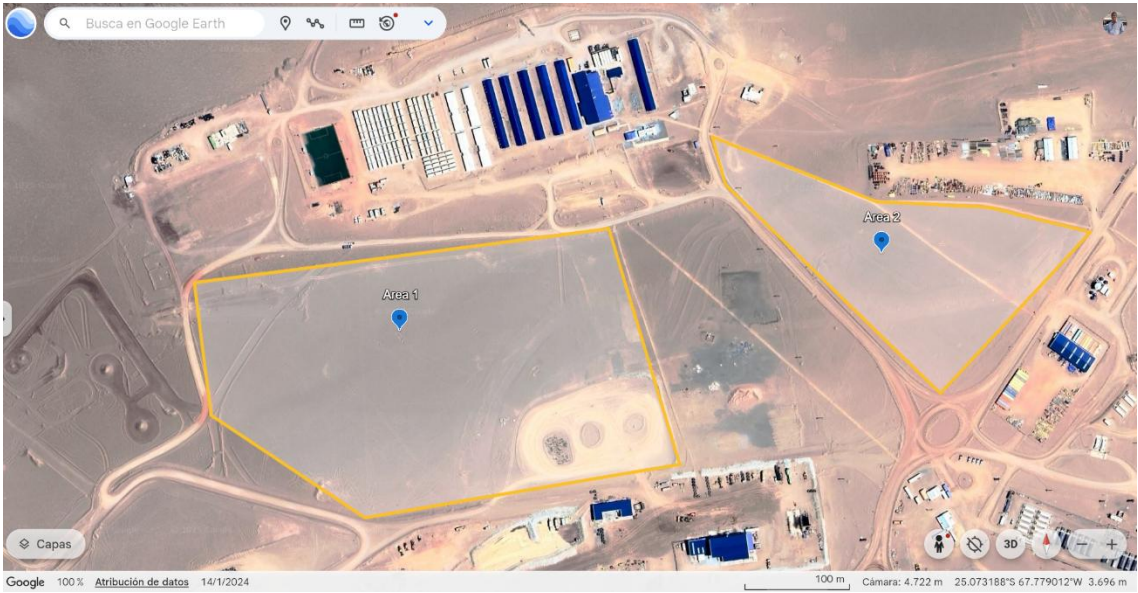 Busca en Google Earth
Area 2
Area 1
Capas
3D
Google 100 % Atribución de datos 14/1/2024 100 m Cámara: 4.722 m 25.073188°S 67.779012°W 3.696 m